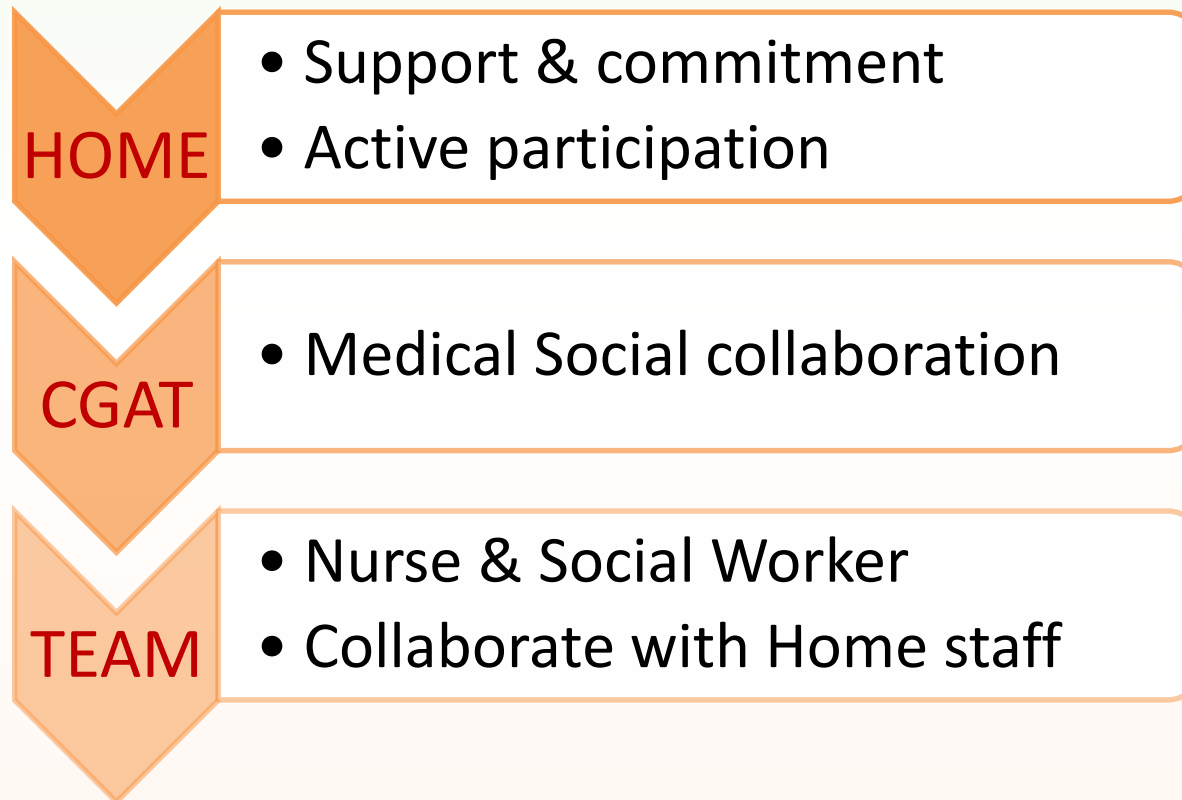 HOME
• Support & commitment
• Active participation
CGAT
• Medical Social collaboration
TEAM
• Nurse & Social Worker
• Collaborate with Home staff